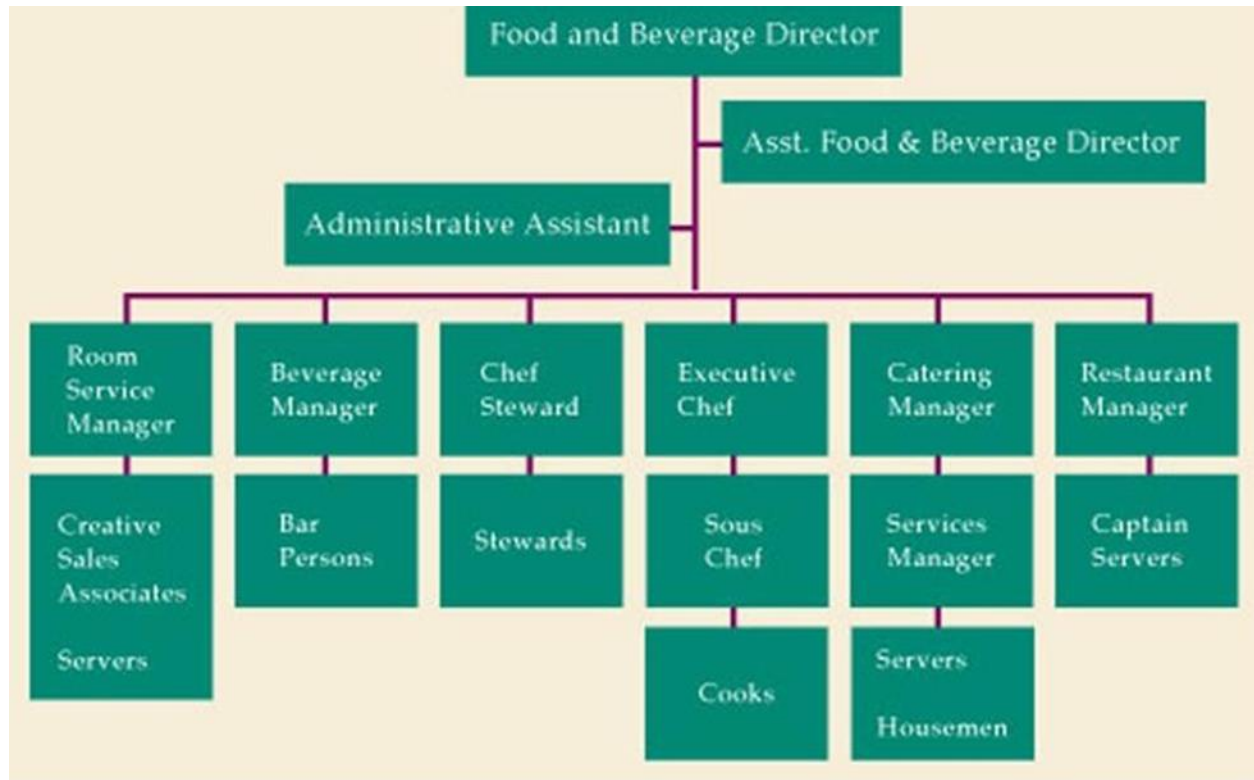 Food and Beverage Director
Asst. Food & Beverage Director
Administrative Assistant
Room
Service
Manager
Beverage
Manager
Chef
Steward
Executive
Chef
Catering
Manager
Restaurant
Manager
Creative
Sales
Associates
Servers
Bar
Persons
Stewards
Sous
Chef
Services
Manager
Captain
Servers
Cooks
Servers
Housemen